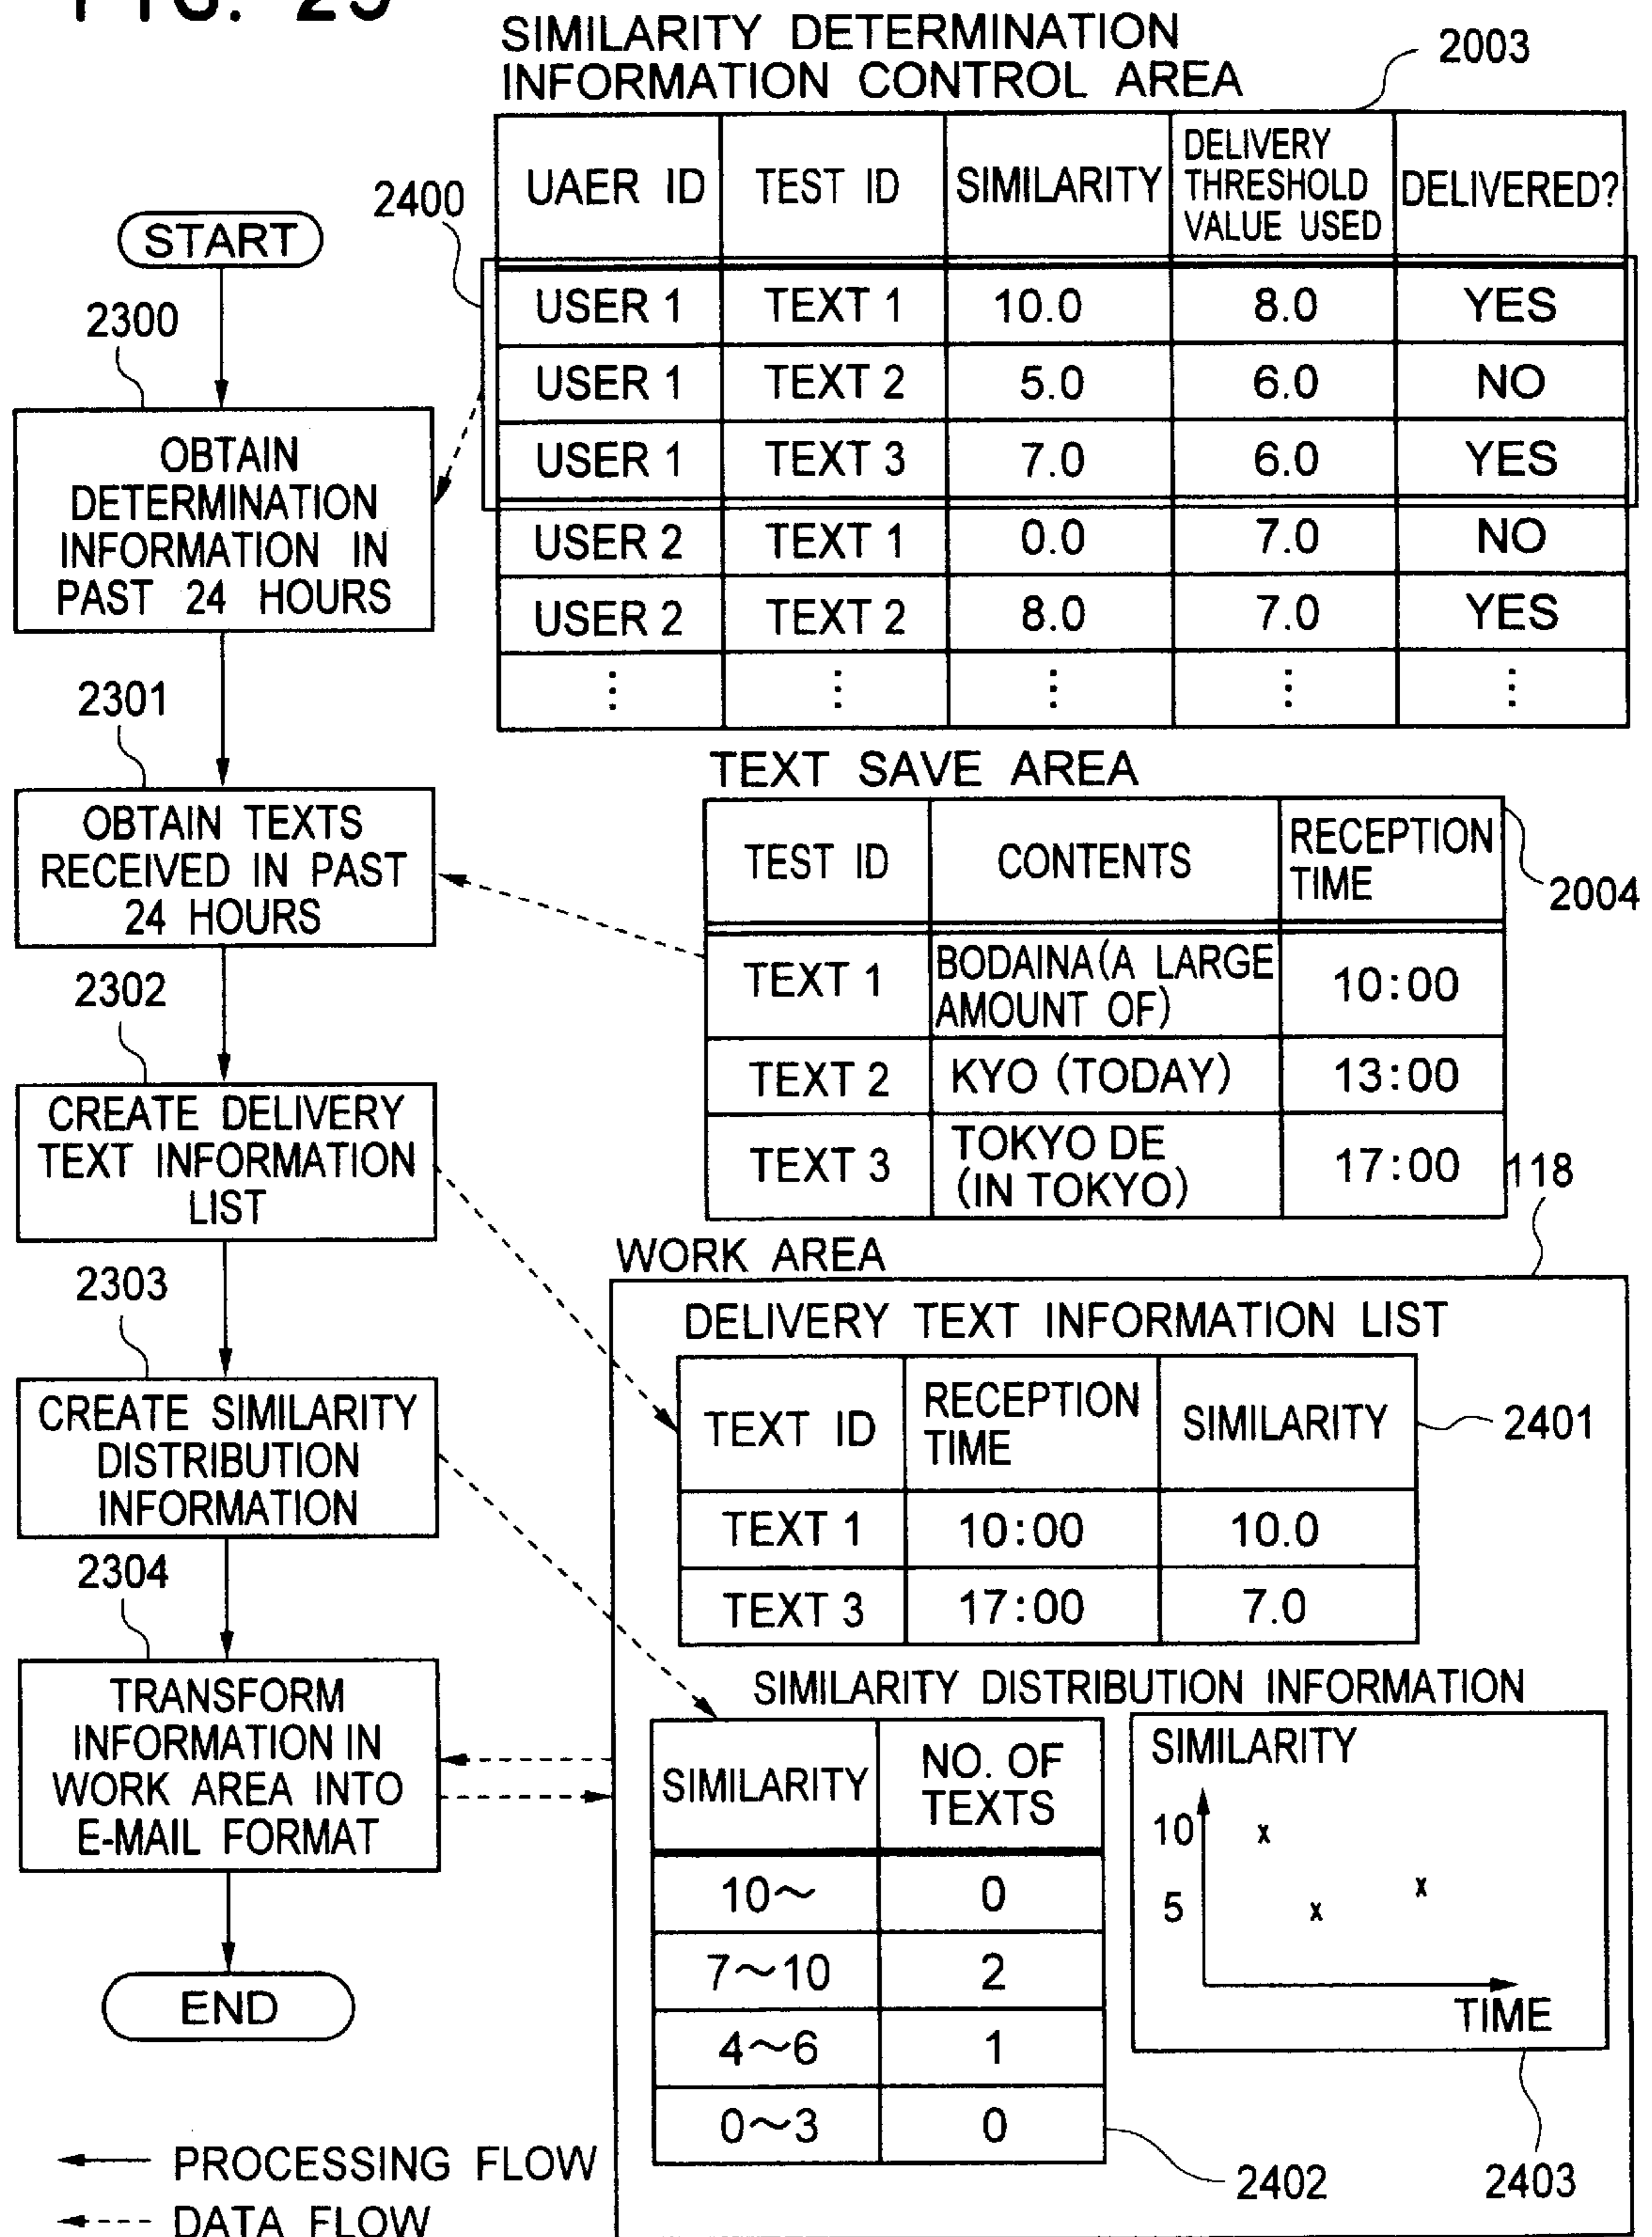 FIG. 25
SIMILARITY DETERMINATION
INFORMATION CONTROL AREA
2003
UAER ID TEST ID SIMILARITY DELIVERY THRESHOLD VALUE USED DELIVERED?
2400
USER 1 TEXT 1 10.0 8.0 YES
USER 1 TEXT 2 5.0 6.0 NO
USER 1 TEXT 3 7.0 6.0 YES
USER 2 TEXT 1 0.0 7.0 NO
USER 2 TEXT 2 8.0 7.0 YES
⋮ ⋮ ⋮ ⋮ ⋮
START
2300
OBTAIN
DETERMINATION
INFORMATION IN
PAST 24 HOURS
2301
OBTAIN TEXTS
RECEIVED IN PAST
24 HOURS
2302
CREATE DELIVERY
TEXT INFORMATION
LIST
2303
CREATE SIMILARITY
DISTRIBUTION
INFORMATION
2304
TRANSFORM
INFORMATION IN
WORK AREA INTO
E-MAIL FORMAT
END
TEXT SAVE AREA
TEST ID CONTENTS RECEPTION TIME
2004
TEXT 1 BODAINA(A LARGE AMOUNT OF) 10:00
TEXT 2 KYO (TODAY) 13:00
TEXT 3 TOKYO DE (IN TOKYO) 17:00
118
WORK AREA
DELIVERY TEXT INFORMATION LIST
TEXT ID RECEPTION TIME SIMILARITY
2401
TEXT 1 10:00 10.0
TEXT 3 17:00 7.0
SIMILARITY DISTRIBUTION INFORMATION
SIMILARITY NO. OF TEXTS
10~ 0
7~10 2
4~6 1
0~3 0
2402
SIMILARITY
10
5
TIME
2403
PROCESSING FLOW
DATA FLOW